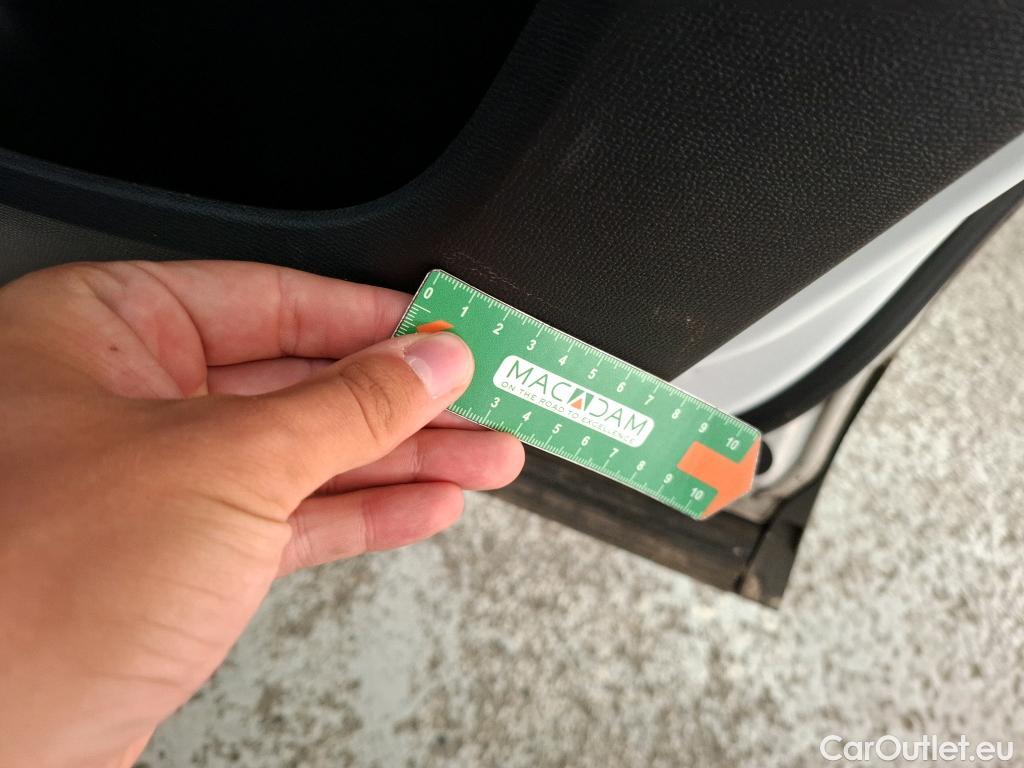 0 1 2 3 4 5 6 7 8 9 10
MACADAM
ON THE ROAD TO EXCELLENCE
3 4 5 6 7 8 9 10
CarOutlet.eu